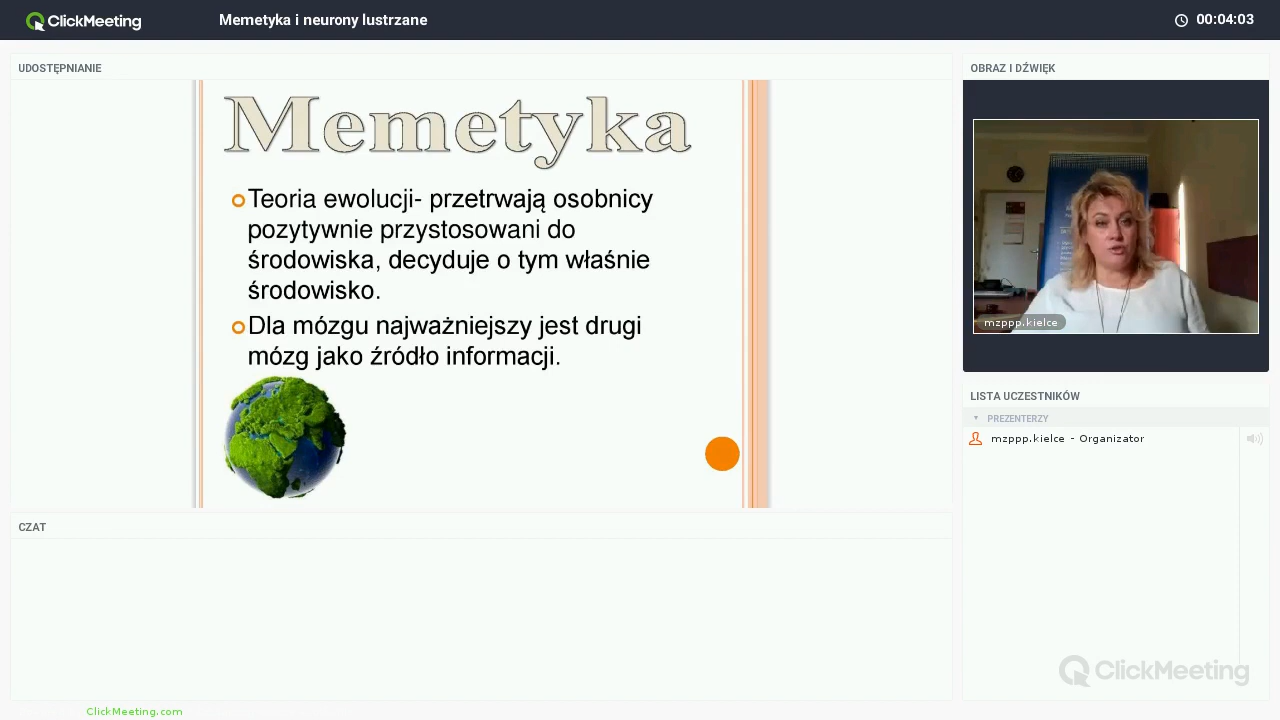 ClickMeeting
Memetyka i neurony lustrzane
00:04:03
UDOSTĘPNIANIE
Memetyka
Teoria ewolucji- przetrwają osobnicy
pozytywnie przystosowani do
środowiska, decyduje o tym właśnie
środowisko.
Dla mózgu najważniejszy jest drugi
mózg jako źródło informacji.
CZAT
OBRAZ I DŹWIĘK
mzppp.kielce
LISTA UCZESTNIKÓW
PREZENTERZY
mzppp.kielce - Organizator
ClickMeeting
ClickMeeting.com